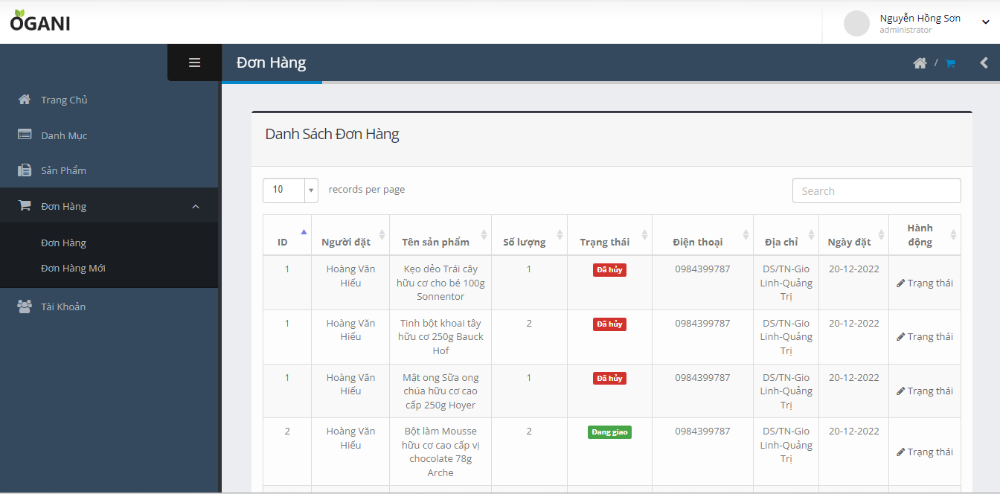 OGANI
Nguyễn Hồng Sơn
administrator
Đơn Hàng
/
Trang Chủ
Danh Mục
Sản Phẩm
Đơn Hàng
Đơn Hàng
Đơn Hàng Mới
Tài Khoản
Danh Sách Đơn Hàng
10 records per page
Search
ID Người đặt Tên sản phẩm Số lượng Trạng thái Điện thoại Địa chỉ Ngày đặt Hành
động
1 Hoàng Văn Kẹo dẻo Trái cây 1 Đã hủy 0984399787 DS/TN-Gio 20-12-2022
Hiếu hữu cơ cho bé 100g Linh-Quảng Trạng thái
Sonnentor Trị
1 Hoàng Văn Tinh bột khoai tây 2 Đã hủy 0984399787 DS/TN-Gio 20-12-2022
Hiếu hữu cơ 250g Bauck Linh-Quảng Trạng thái
Hof Trị
1 Hoàng Văn Mật ong Sữa ong 1 Đã hủy 0984399787 DS/TN-Gio 20-12-2022
Hiếu chúa hữu cơ cao Linh-Quảng Trạng thái
cấp 250g Hoyer Trị
2 Hoàng Văn Bột làm Mousse 2 Đang giao 0984399787 DS/TN-Gio 20-12-2022
Hiếu hữu cơ cao cấp vị Linh-Quảng Trạng thái
chocolate 78g Trị
Arche